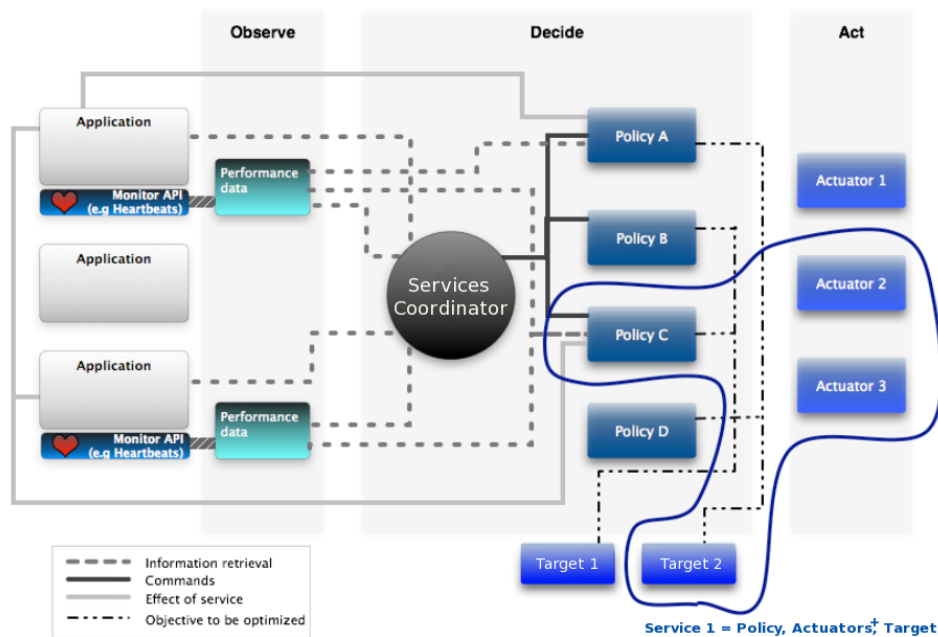 Observe
Decide
Act
Application
Policy A
Performance
data
Actuator 1
Monitor API
(e.g Heartbeats)
Policy B
Application
Services
Coordinator
Actuator 2
Policy C
Application
Actuator 3
Performance
data
Policy D
Monitor API
(e.g Heartbeats)
Target 1
Target 2
Information retrieval
Commands
Effect of service
Objective to be optimized
Service 1 = Policy, Actuators+, Target